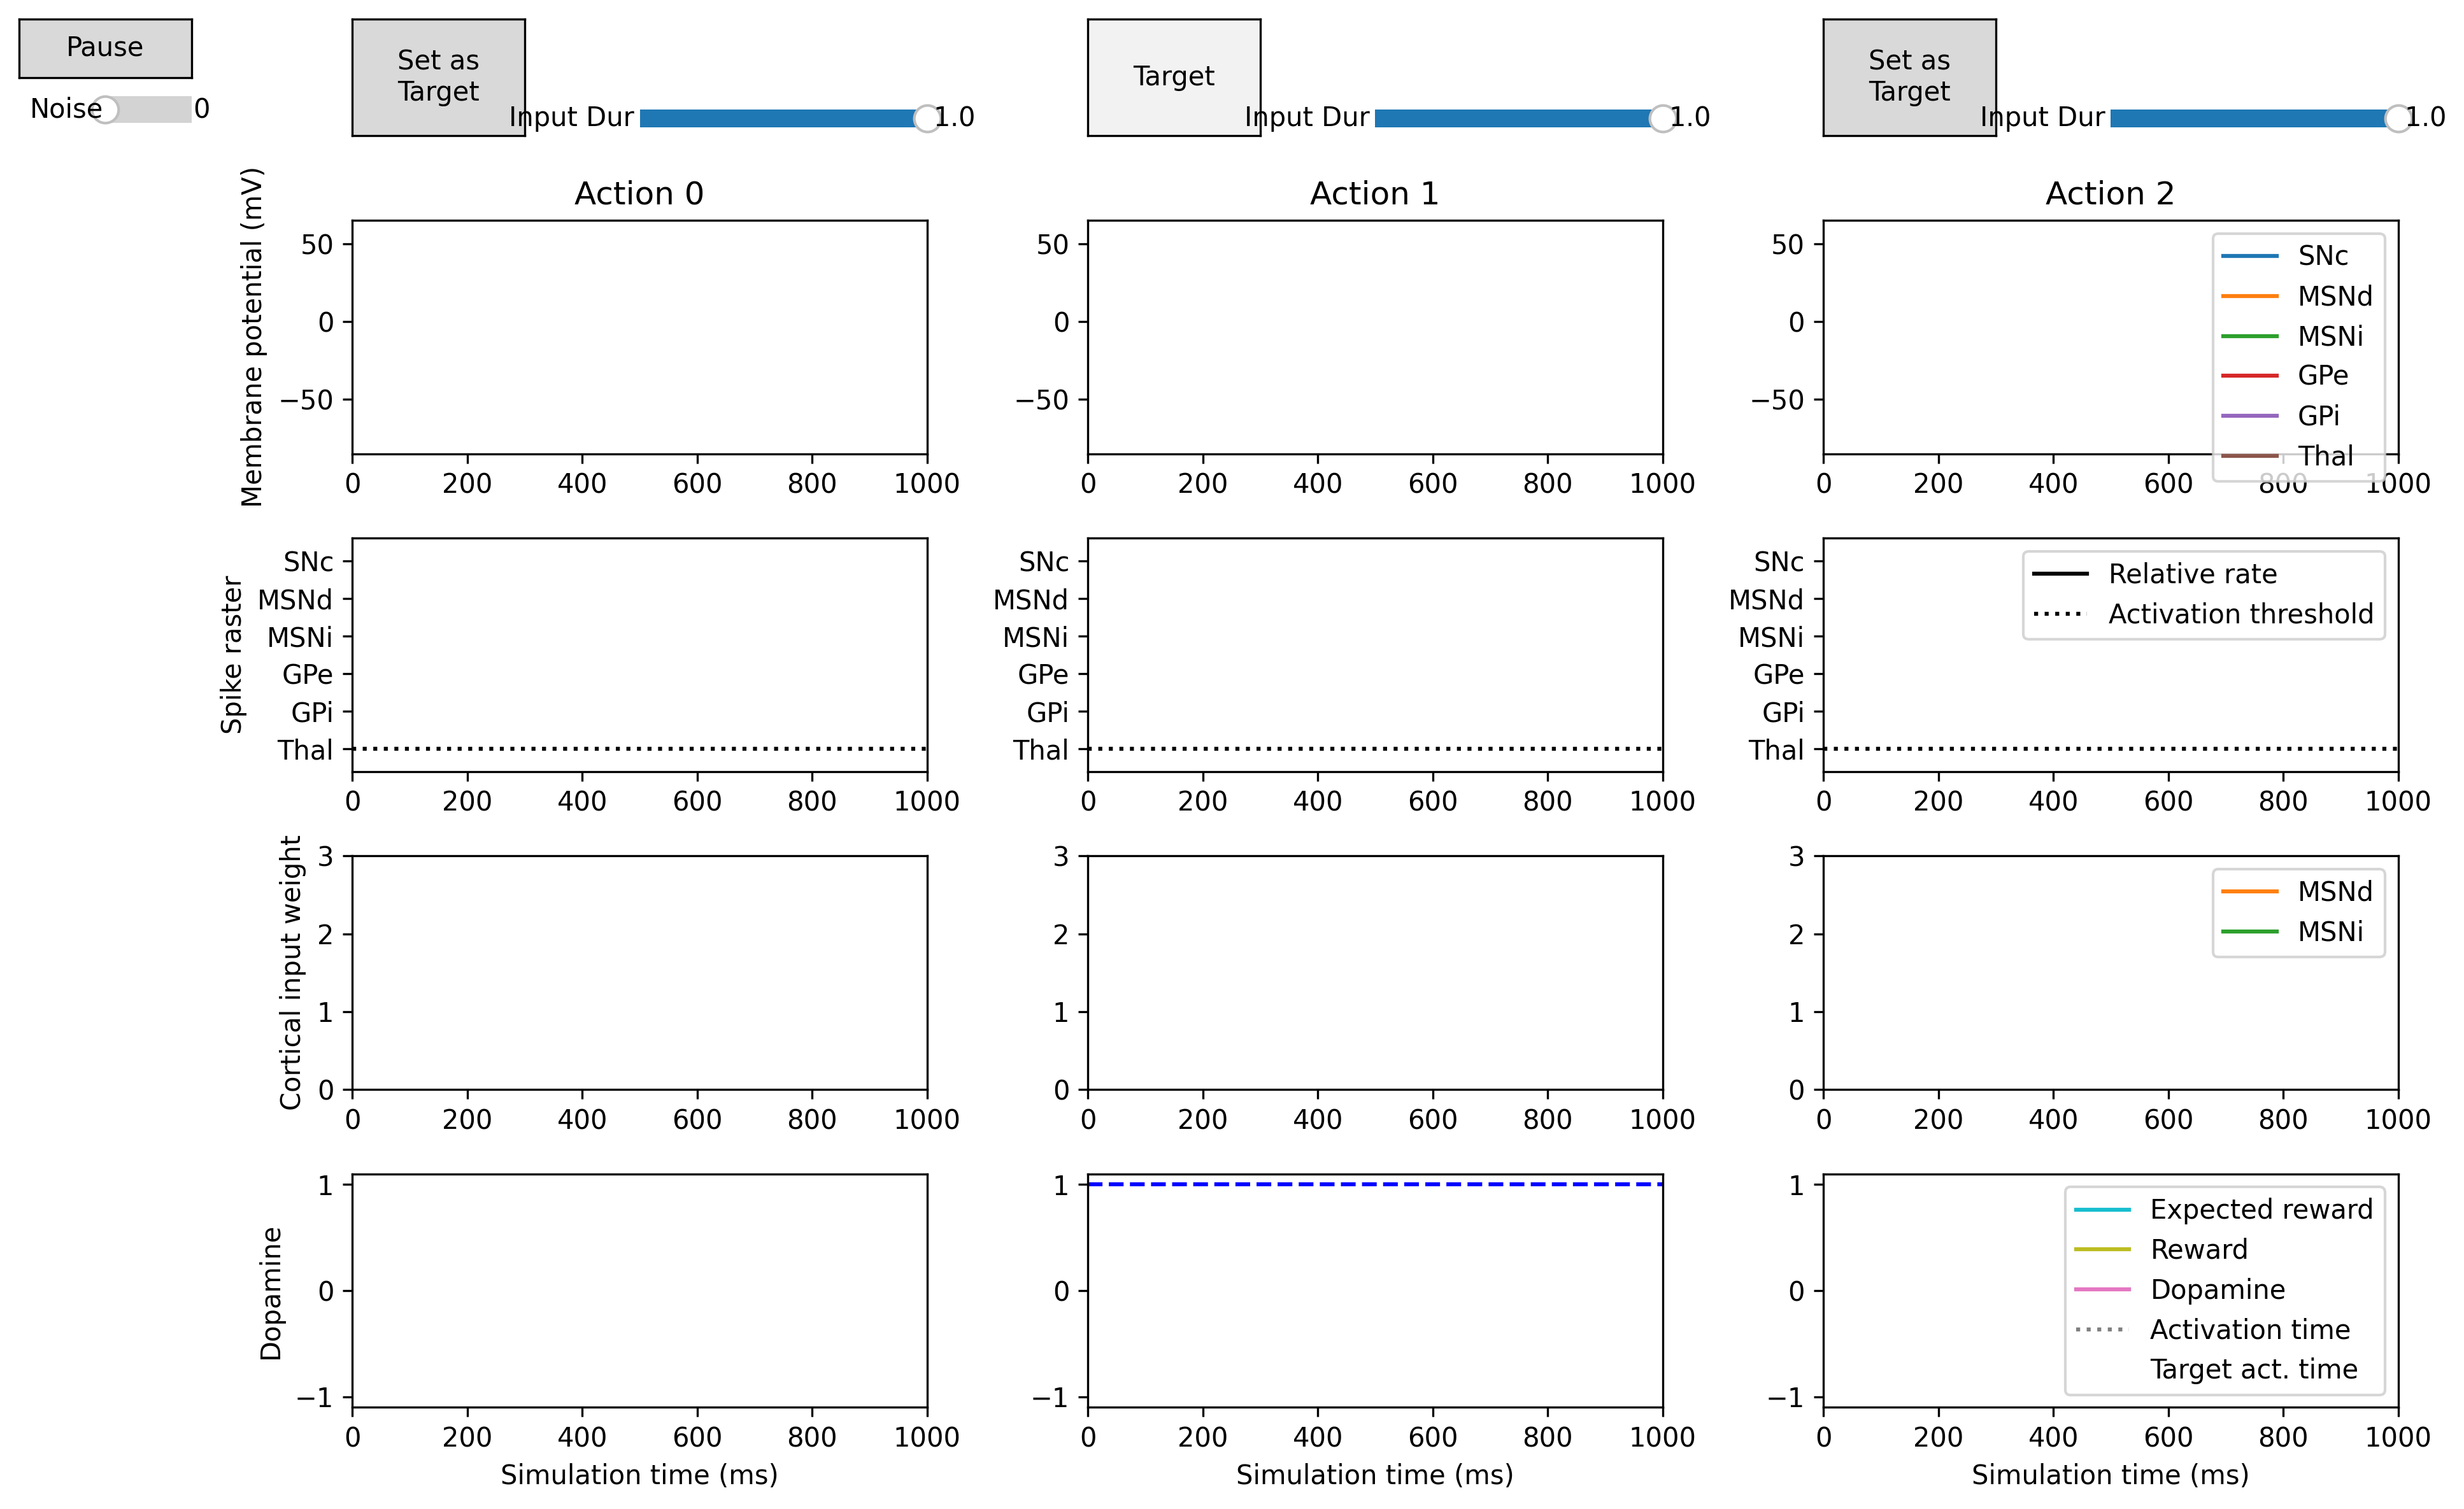 Pause
Noise 0
Set as
Target
Input Dur 1.0
Target
Input Dur 1.0
Set as
Target
Input Dur 1.0
Action 0
Action 1
Action 2
Membrane potential (mV)
50
0
−50
0 200 400 600 800 1000
50
0
−50
0 200 400 600 800 1000
50
0
−50
0 200 400 600 800 1000
SNc
MSNd
MSNi
GPe
GPi
Thal
Spike raster
SNc
MSNd
MSNi
GPe
GPi
Thal
0 200 400 600 800 1000
SNc
MSNd
MSNi
GPe
GPi
Thal
0 200 400 600 800 1000
SNc
MSNd
MSNi
GPe
GPi
Thal
0 200 400 600 800 1000
Relative rate
Activation threshold
Cortical input weight
3
2
1
0
0 200 400 600 800 1000
3
2
1
0
0 200 400 600 800 1000
3
2
1
0
0 200 400 600 800 1000
MSNd
MSNi
Dopamine
1
0
−1
0 200 400 600 800 1000
Simulation time (ms)
1
0
−1
0 200 400 600 800 1000
Simulation time (ms)
1
0
−1
0 200 400 600 800 1000
Simulation time (ms)
Expected reward
Reward
Dopamine
Activation time
Target act. time